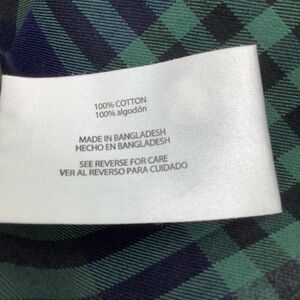 100% COTTON
100% algodón
MADE IN BANGLADESH
HECHO EN BANGLADESH
SEE REVERSE FOR CARE
VER AL REVERSO PARA CUIDADO